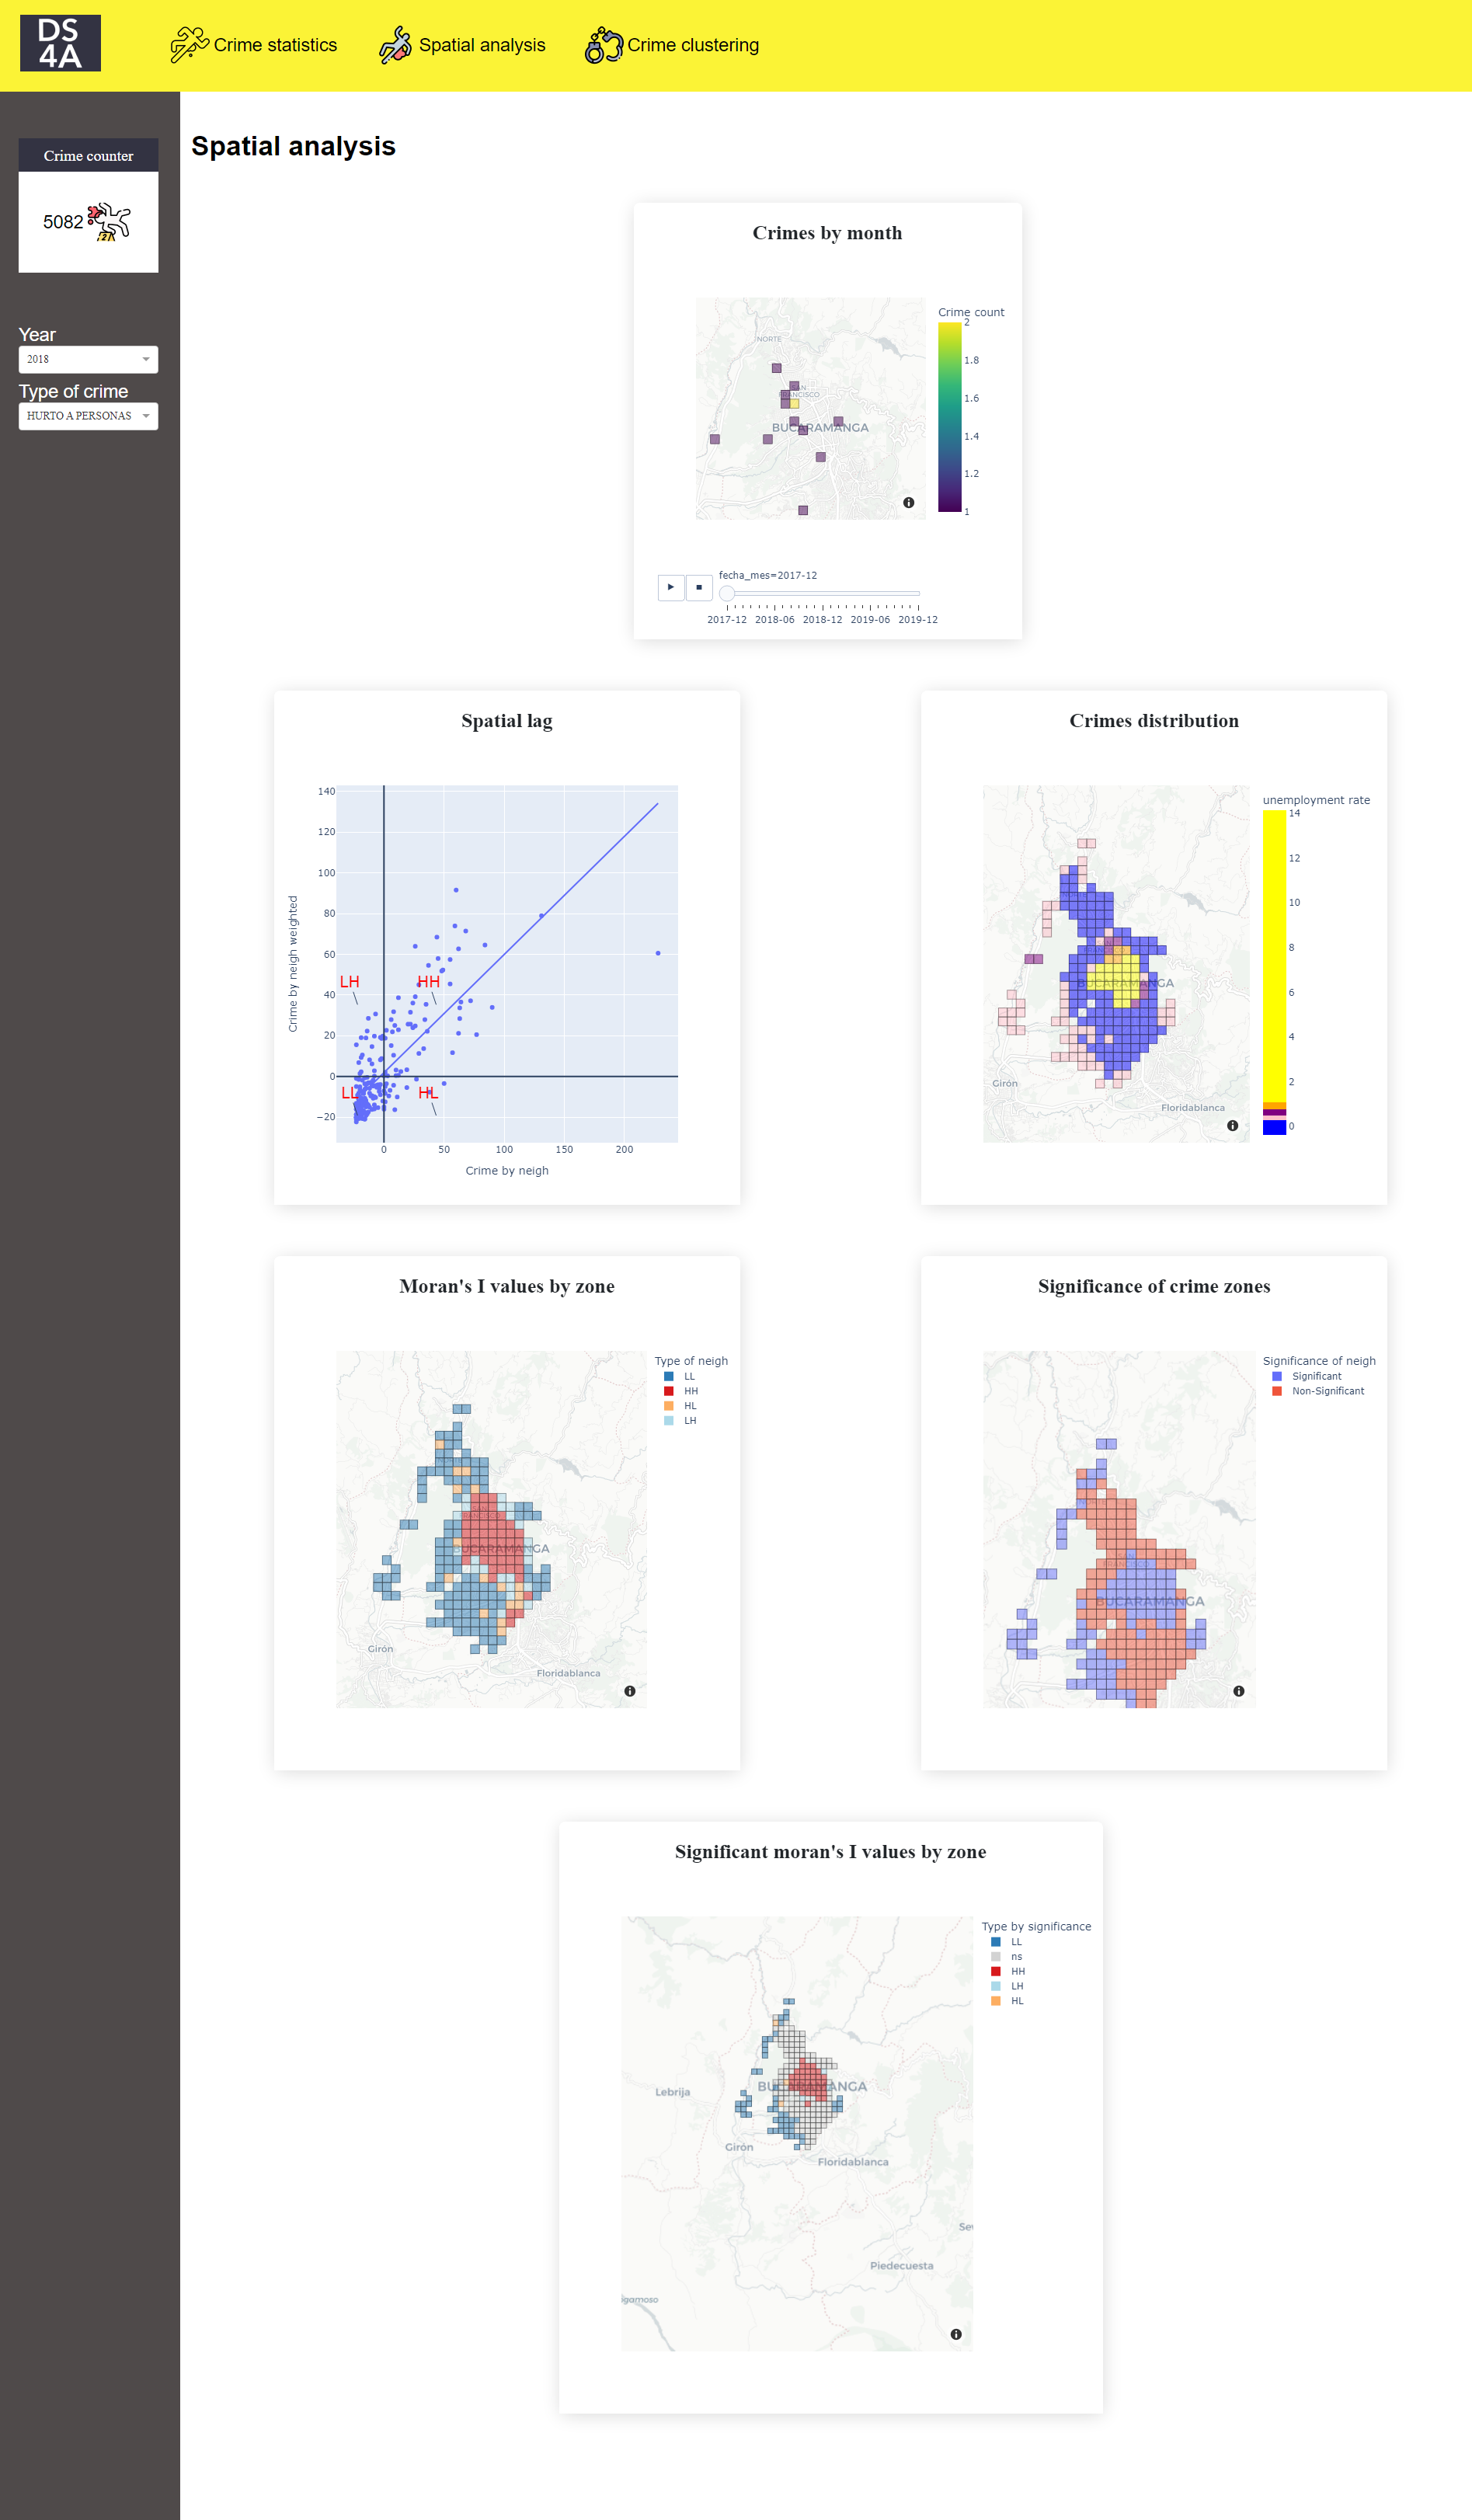 DS
4A
Crime statistics
Spatial analysis
Crime clustering
Crime counter
5082
Year
2018
Type of crime
HURTO A PERSONAS
Spatial analysis
Crimes by month
NORTE
SAN
FRANCISCO
BUCARAMANGA
Crime count
2
1.8
1.6
1.4
1.2
1
fecha_mes=2017-12
2017-12 2018-06 2018-12 2019-06 2019-12
Spatial lag
140
120
100
80
60
40
20
0
−20
0 50 100 150 200
Crime by neigh weighted
Crime by neigh
LH
HH
LL
HL
Crimes distribution
BUCARAMANGA
Girón
Floridablanca
unemployment rate
14
12
10
8
6
4
2
0
Moran's I values by zone
SAN
FRANCISCO
BUCARAMANGA
Girón
Floridablanca
Type of neigh
LL
HH
HL
LH
Significance of crime zones
BUCARAMANGA
Significance of neigh
Significant
Non-Significant
Significant moran's I values by zone
Lebrija
BUCARAMANGA
Girón
Floridablanca
Piedecuesta
Type by significance
LL
ns
HH
LH
HL